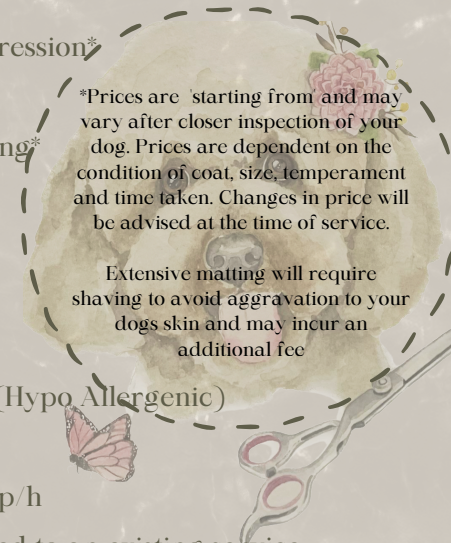 ression*
*Prices are 'starting from' and may
vary after closer inspection of your
ng*
dog. Prices are dependent on the
condition of coat, size, temperament
and time taken. Changes in price will
be advised at the time of service.
Extensive matting will require
shaving to avoid aggravation to your
dogs skin and may incur an
additional fee
(Hypo Allergenic)
p/h